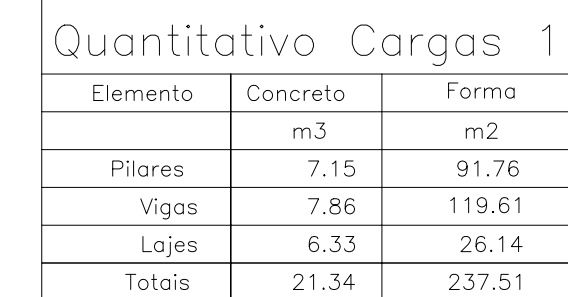 Quantitativo Cargas 1
Elemento Concreto Forma
m3 m2
Pilares 7.15 91.76
Vigas 7.86 119.61
Lajes 6.33 26.14
Totais 21.34 237.51